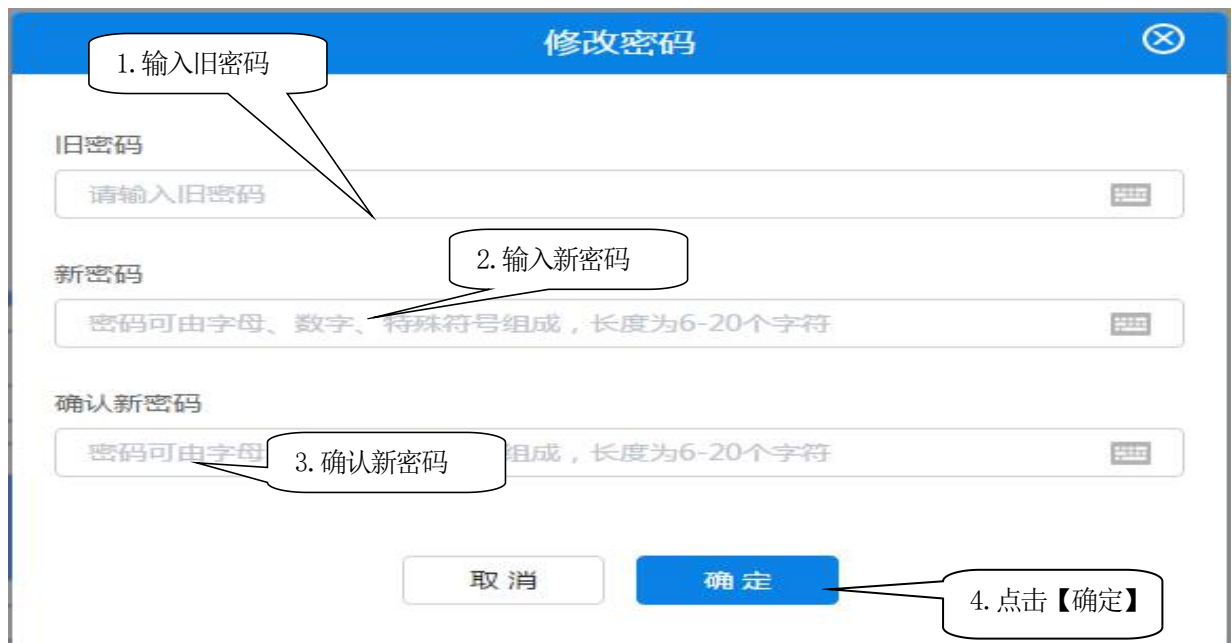 修改密码
1.输入旧密码
旧密码
请输入旧密码
2.输入新密码
新密码
密码可由字母、数字、特殊符号组成，长度为6-20个字符
确认新密码
密码可由字母
3.确认新密码
组成，长度为6-20个字符
取消
确定
4.点击【确定】